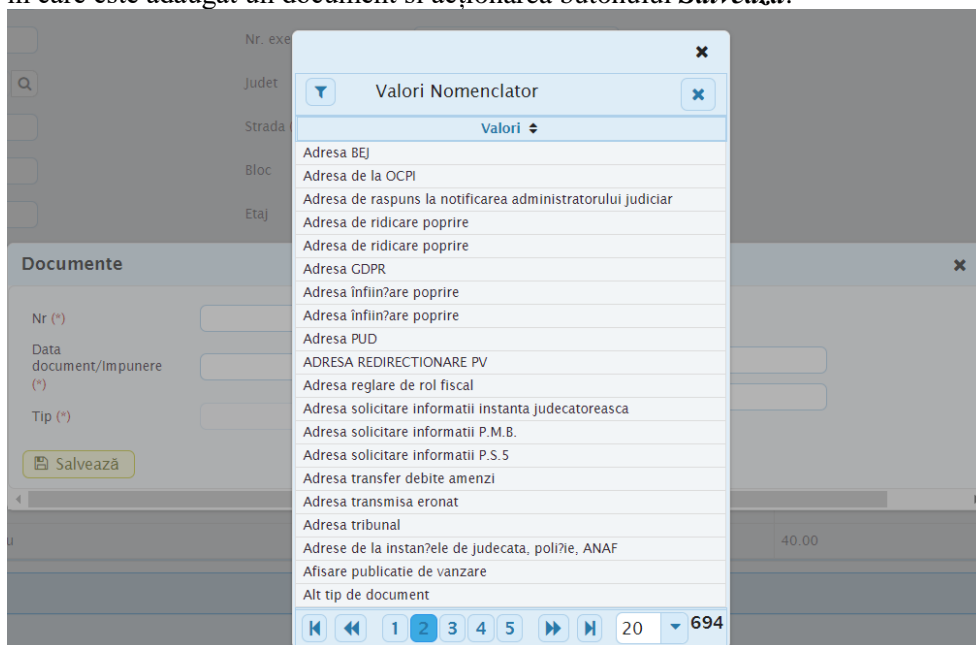 în care este adăugat un document și acționarea butonului Salvează.
Nr. exe
Judet
Strada (
Bloc
Etaj
Valori Nomenclator
Valori
Adresa BEJ
Adresa de la OCPI
Adresa de raspuns la notificarea administratorului judiciar
Adresa de ridicare poprire
Adresa de ridicare poprire
Adresa GDPR
Adresa înfiin?are poprire
Adresa înfiin?are poprire
Adresa PUD
ADRESA REDIRECTIONARE PV
Adresa reglare de rol fiscal
Adresa solicitare informatii instanta judecatoreasca
Adresa solicitare informatii P.M.B.
Adresa solicitare informatii P.S.5
Adresa transfer debite amenzi
Adresa transmisa eronat
Adresa tribunal
Adrese de la instan?ele de judecata, poli?ie, ANAF
Afisare publicatie de vanzare
Alt tip de document
1 2 3 4 5 20 694
Documente
Nr (*)
Data
document/Impunere
(*)
Tip (*)
Salvează
u
40.00